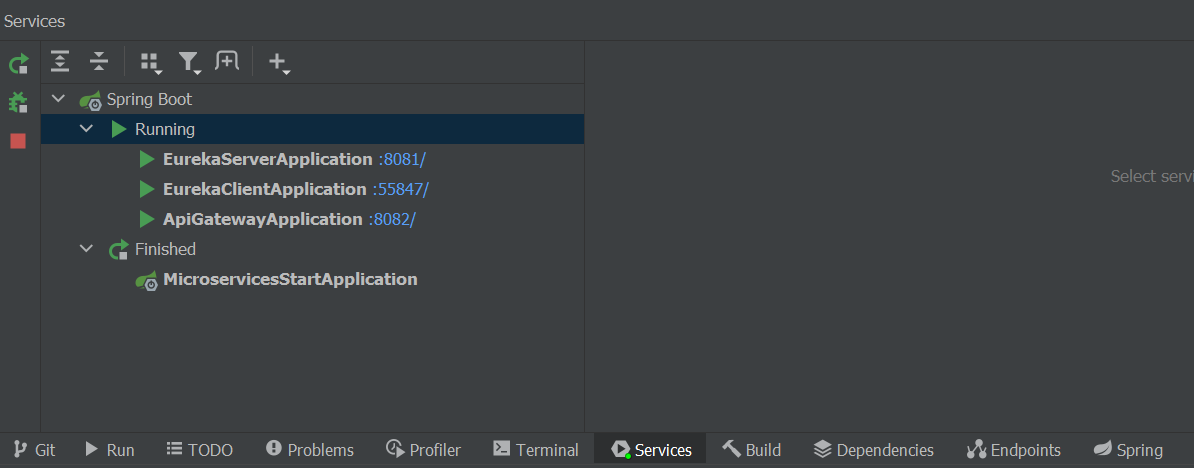 Services
Spring Boot
Running
EurekaServerApplication :8081/
EurekaClientApplication :55847/
ApiGatewayApplication :8082/
Finished
MicroservicesStartApplication
Select servi
Git Run TODO Problems Profiler Terminal Services Build Dependencies Endpoints Spring